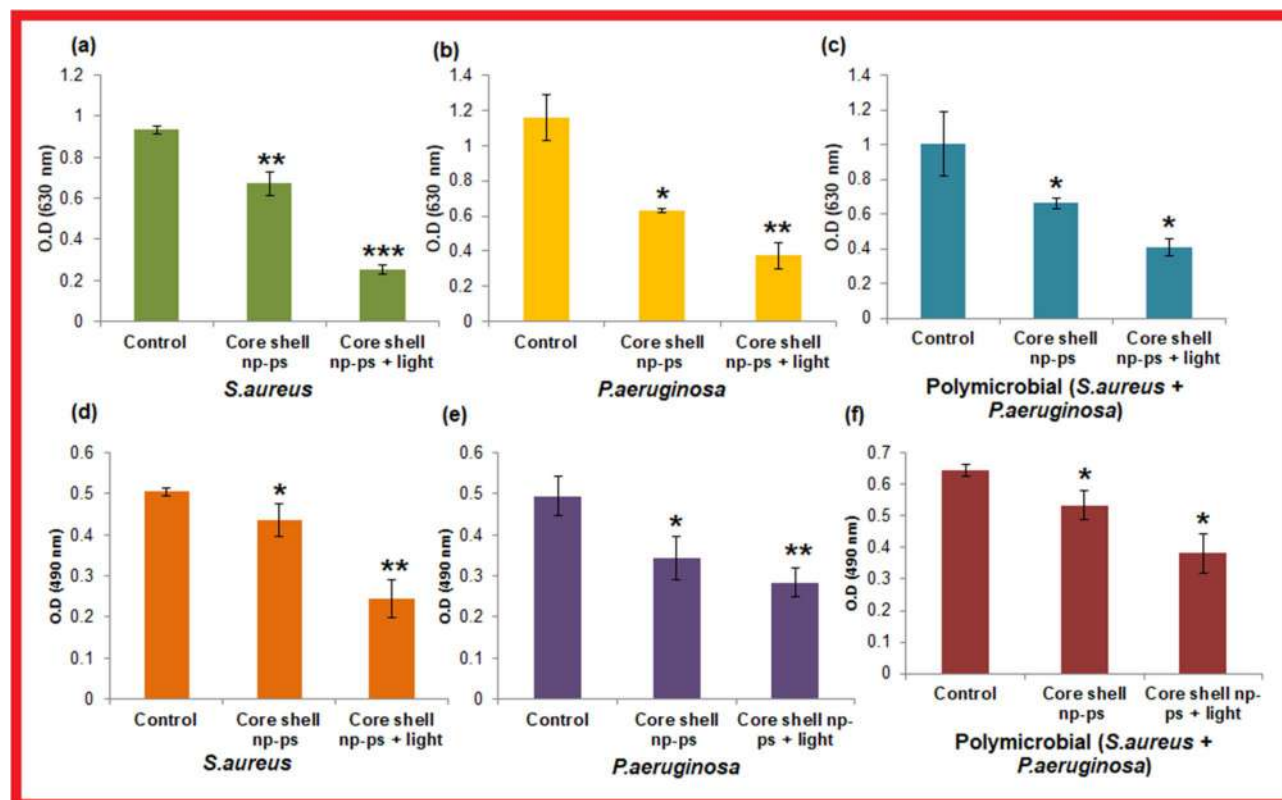 (a)
1.2
1
0.8
0.6
0.4
0.2
0
O.D (630 nm)
**
***
Control
Core shell
np-ps
Core shell
np-ps + light
S.aureus
(b)
1.4
1.2
1
0.8
0.6
0.4
0.2
0
O.D (630 nm)
*
**
Control
Core shell
np-ps
Core shell
np-ps + light
P.aeruginosa
(c)
1.4
1.2
1
0.8
0.6
0.4
0.2
0
O.D (630 nm)
*
*
Control
Core shell
np-ps
Core shell
np-ps + light
Polymicrobial (S.aureus +
P.aeruginosa)
(d)
0.6
0.5
0.4
0.3
0.2
0.1
0
O.D (490 nm)
*
**
Control
Core shell
np-ps
Core shell
np-ps + light
S.aureus
(e)
0.6
0.5
0.4
0.3
0.2
0.1
0
O.D (490 nm)
*
**
Control
Core shell
np-ps
Core shell np-
ps + light
P.aeruginosa
(f)
0.7
0.6
0.5
0.4
0.3
0.2
0.1
0
O.D (490 nm)
*
*
Control
Core shell
np-ps
Core shell np-
ps + light
Polymicrobial (S.aureus +
P.aeruginosa)